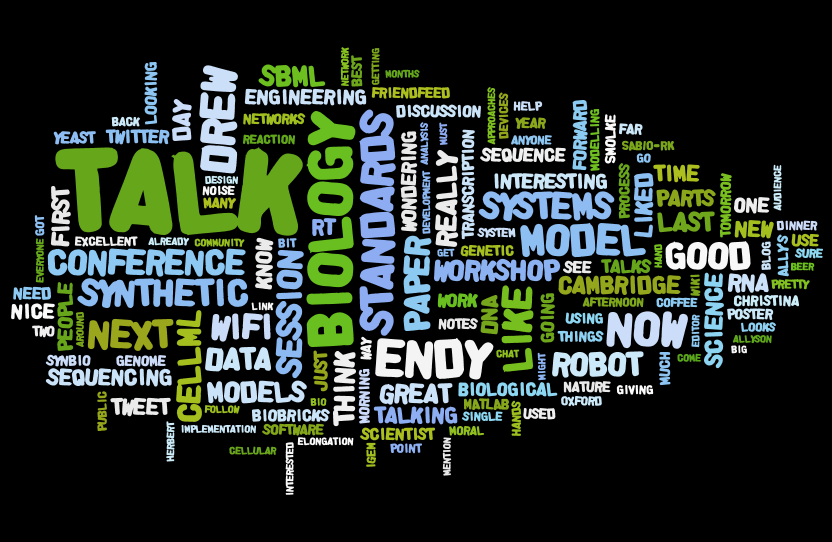 NETWORK
BEST
GETTING
MONTHS
LOOKING
DREW
SBML
ENGINEERING
FRIENDFEED
BACK
DAY
NETWORKS
DISCUSSION
APPROACHES
DEVICES
HELP
YEAR
FORWARD
MODELLING
SMOLKE
FAR
YEAST
TWITTER
REACTION
BIOLOGY
STANDARDS
WONDERING
ANALYSIS
MUST
TRANSCRIPTION
ANYONE
SABIO-RK
TALK
DESIGN
NOISE
MANY
DEVELOPMENT
REALLY
SEQUENCE
GO
INTERESTING
PROCESS
LIKED
TIME
TOMORROW
AUDIENCE
FIRST
GOT
RT
SYSTEMS
PARTS
ONE
LAST
EXCELLENT
ALREADY
COMMUNITY
KNOW
BIT
PAPER
SYSTEM
MODEL
NEW
DINNER
EVERYONE
CONFERENCE
SESSION
GET
GENETIC
HAND
GOOD
BLOG
ALLYS
USE
SURE
WORKSHOP
SEE
TALKS
BEER
NEED
PEOPLE
SYNTHETIC
CAMBRIDGE
WIKI
SCIENCE
RNA
PRETTY
NICE
LINK
WORK
DNA
LIKE
GOING
AFTERNOON
COFFEE
CHRISTINA
TWO
AROUND
NEXT
CELLML
WIFI
NOTES
USING
NOW
EDITOR
POSTER
LOOKS
THINGS
ALLYSON
BIG
SYNBIO
GENOME
DATA
JUST
THINK
WAY
ENDY
CHAT
MIGHT
ROBOT
MUCH
COME
SEQUENCING
MODELS
MORNING
GREAT
BIOLOGICAL
NATURE
GIVING
PUBLIC
TWEET
FOLLOW
BIO
BIOBRICKS
TALKING
MATLAB
SINGLE
HANDS
USED
OXFORD
HERBERT
IMPLEMENTATION
SOFTWARE
SCIENTIST
MORAL
ELONGATION
CELLULAR
INTERESTED
IGEM
POINT
MENTION